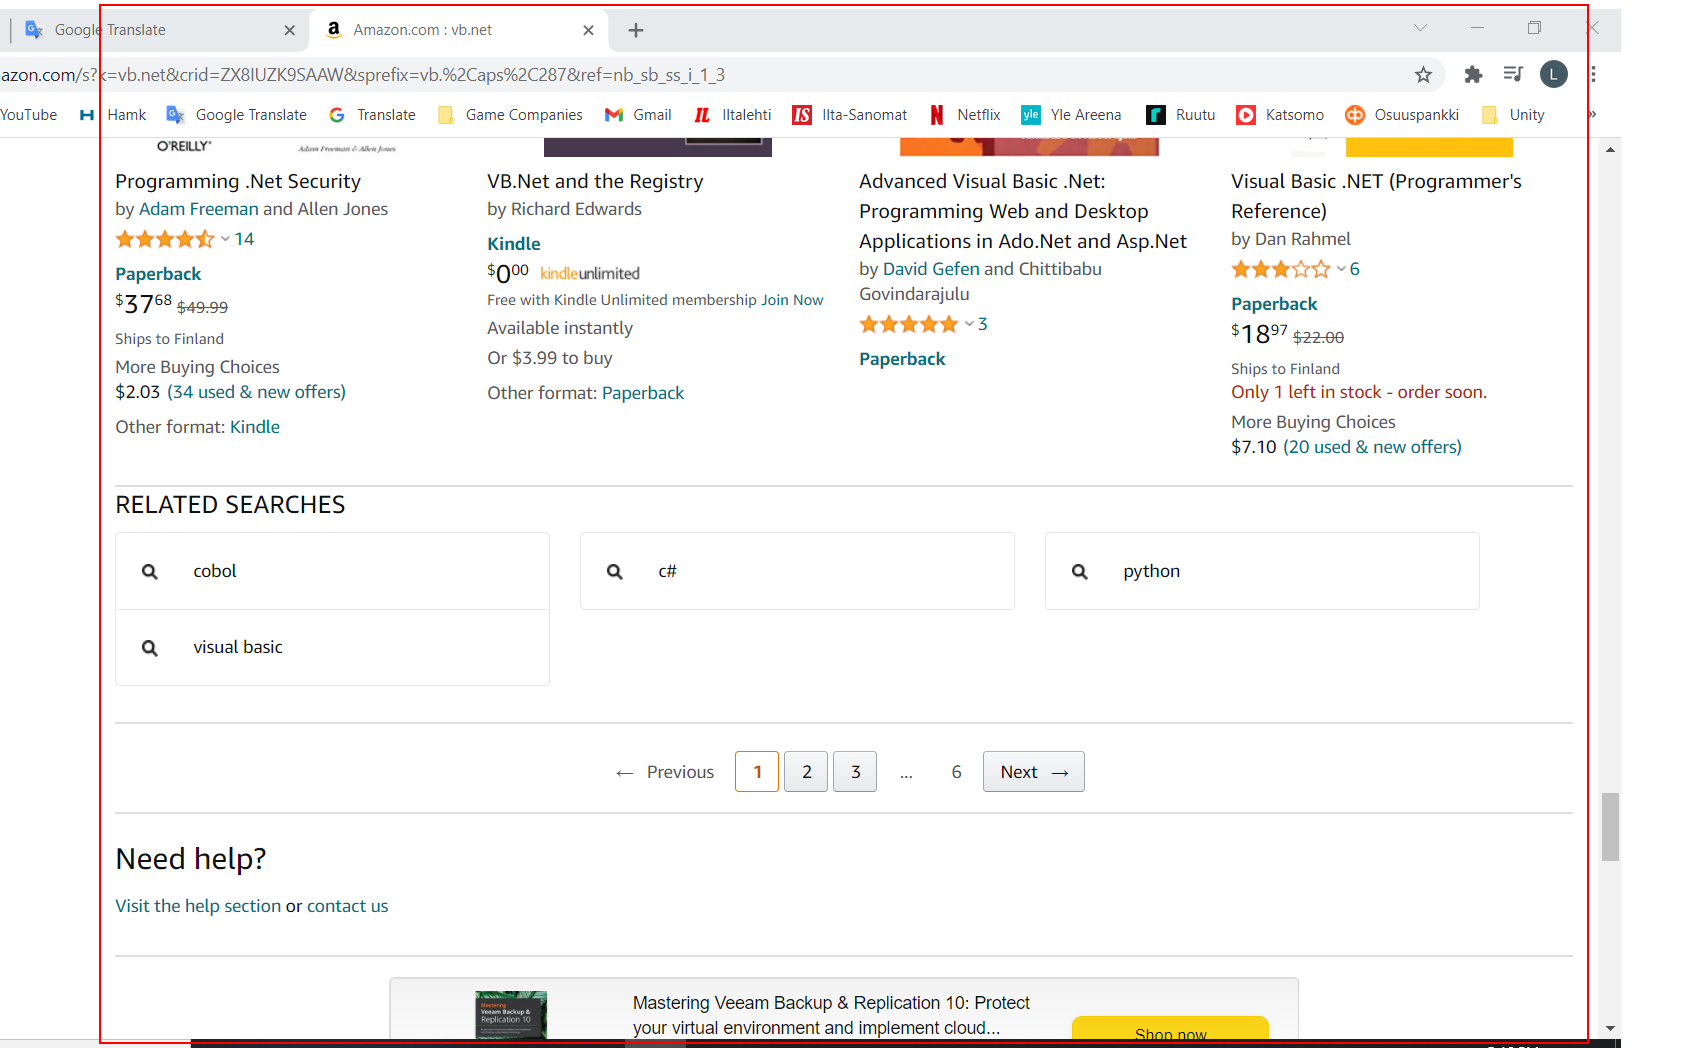 Google Translate
Amazon.com : vb.net
azon.com/s?k=vb.net&crid=ZX8IUZK9SAAW&sprefix=vb.%2Caps%2C287&ref=nb_sb_ss_i_1_3
L
YouTube Hamk Google Translate Translate Game Companies Gmail Iltalehti Ilta-Sanomat Netflix Yle Areena Ruutu Katsomo Osuuspankki Unity »
O'REILLY®
Adam Freeman & Allen Jones
Programming .Net Security
by Adam Freeman and Allen Jones
14
Paperback
$3768 $49.99
Ships to Finland
More Buying Choices
$2.03 (34 used & new offers)
Other format: Kindle
VB.Net and the Registry
by Richard Edwards
Kindle
$000 kindleunlimited
Free with Kindle Unlimited membership Join Now
Available instantly
Or $3.99 to buy
Other format: Paperback
Advanced Visual Basic .Net:
Programming Web and Desktop
Applications in Ado.Net and Asp.Net
by David Gefen and Chittibabu
Govindarajulu
3
Paperback
Visual Basic .NET (Programmer's
Reference)
by Dan Rahmel
6
Paperback
$1897 $22.00
Ships to Finland
Only 1 left in stock - order soon.
More Buying Choices
$7.10 (20 used & new offers)
RELATED SEARCHES
cobol
c#
python
visual basic
← Previous 1 2 3 ... 6 Next →
Need help?
Visit the help section or contact us
Mastering
Veeam Backup &
Replication 10
Mastering Veeam Backup & Replication 10: Protect
your virtual environment and implement cloud...
Shop now